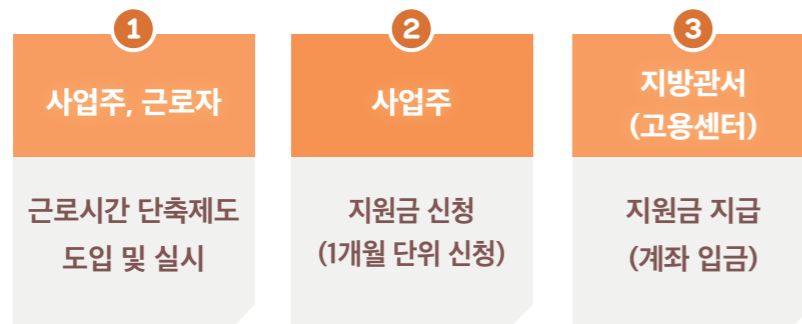 1
사업주, 근로자
근로시간 단축제도
도입 및 실시
2
사업주
지원금 신청
(1개월 단위 신청)
3
지방관서
(고용센터)
지원금 지급
(계좌 입금)